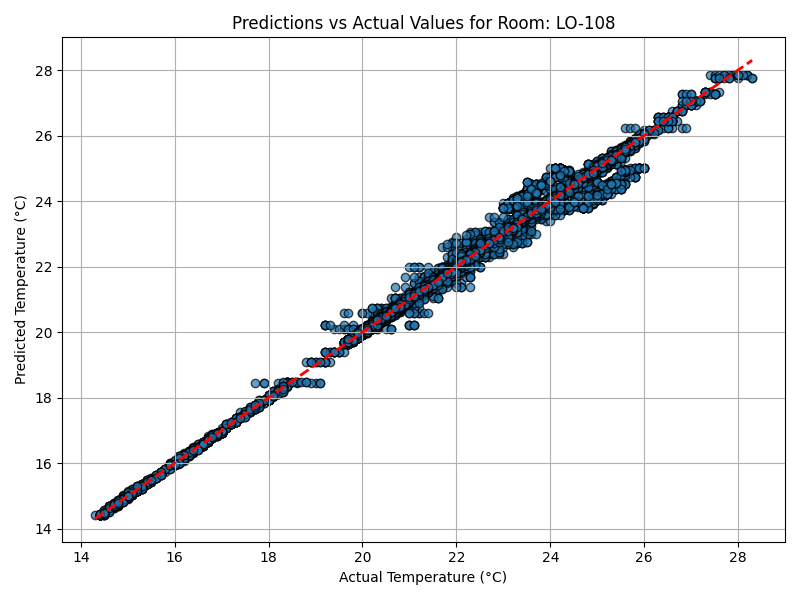 Predictions vs Actual Values for Room: LO-108
Predicted Temperature (°C)
28
26
24
22
20
18
16
14
14 16 18 20 22 24 26 28
Actual Temperature (°C)